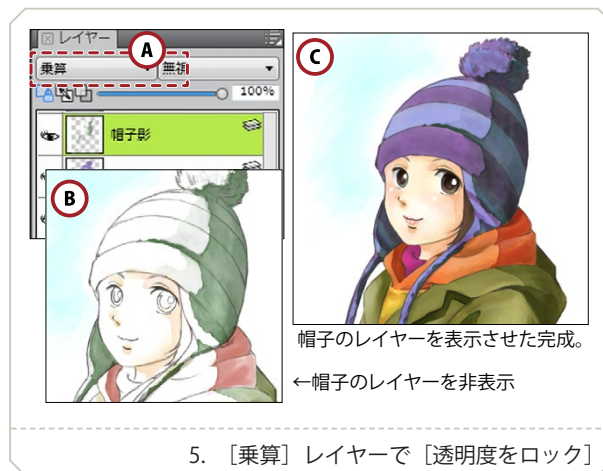 レイヤー
A
乗算 無視
100%
帽子影
B
C
帽子のレイヤーを表示させた完成。
←帽子のレイヤーを非表示
5. ［乗算］レイヤーで［透明度をロック］